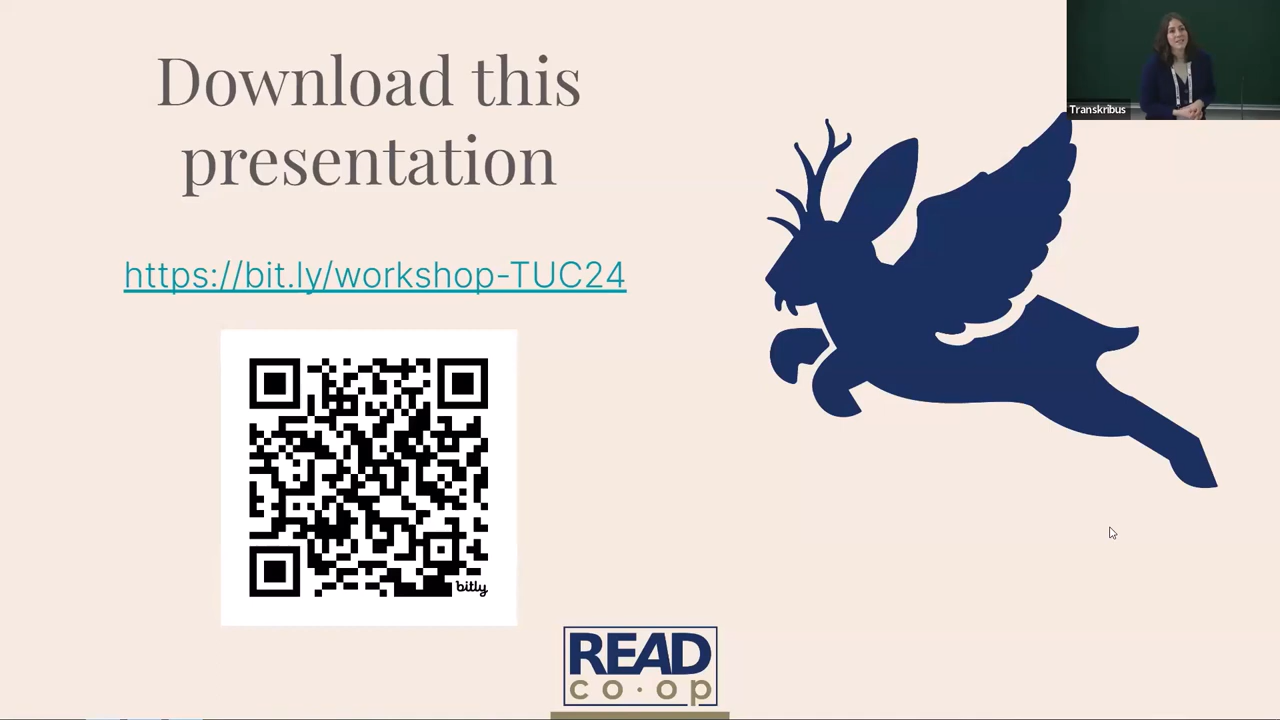 Download this
presentation
https://bit.ly/workshop-TUC24
bitly
READ
co·op
Transkribus